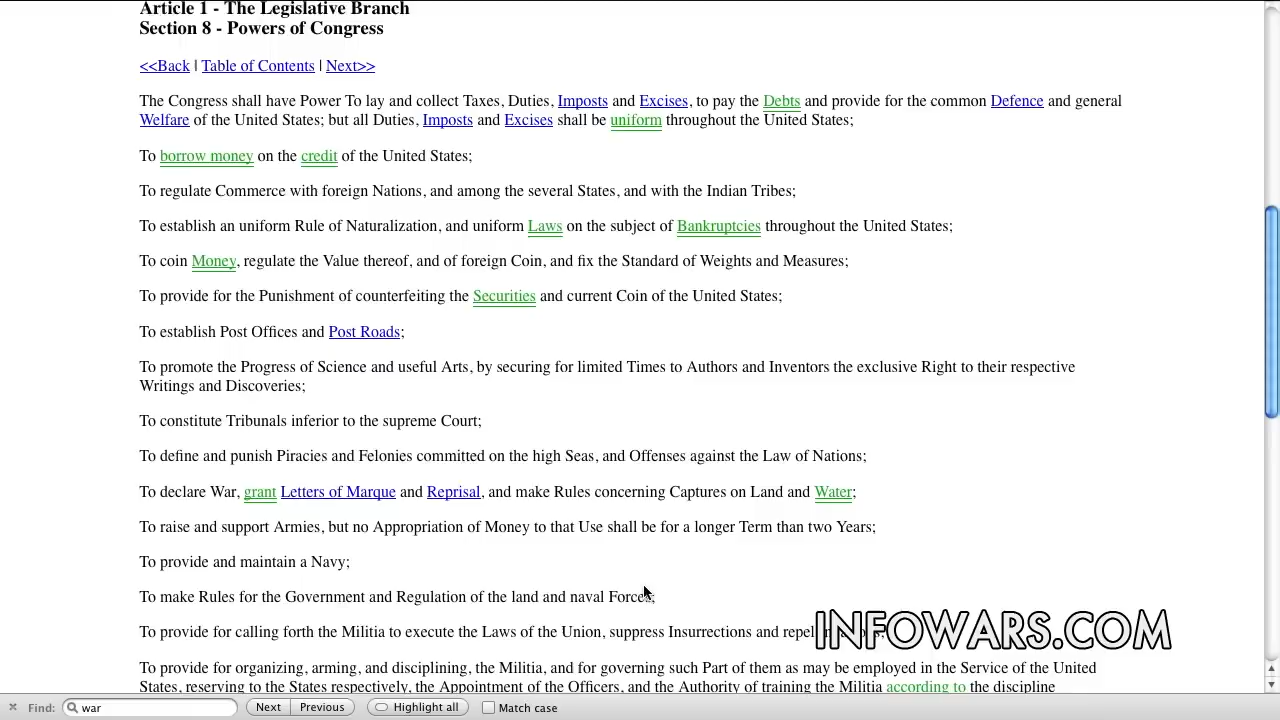 Article 1 - The Legislative Branch
Section 8 - Powers of Congress
<<Back | Table of Contents | Next>>
The Congress shall have Power To lay and collect Taxes, Duties, Imposts and Excises, to pay the Debts and provide for the common Defence and general
Welfare of the United States; but all Duties, Imposts and Excises shall be uniform throughout the United States;
To borrow money on the credit of the United States;
To regulate Commerce with foreign Nations, and among the several States, and with the Indian Tribes;
To establish an uniform Rule of Naturalization, and uniform Laws on the subject of Bankruptcies throughout the United States;
To coin Money, regulate the Value thereof, and of foreign Coin, and fix the Standard of Weights and Measures;
To provide for the Punishment of counterfeiting the Securities and current Coin of the United States;
To establish Post Offices and Post Roads;
To promote the Progress of Science and useful Arts, by securing for limited Times to Authors and Inventors the exclusive Right to their respective
Writings and Discoveries;
To constitute Tribunals inferior to the supreme Court;
To define and punish Piracies and Felonies committed on the high Seas, and Offenses against the Law of Nations;
To declare War, grant Letters of Marque and Reprisal, and make Rules concerning Captures on Land and Water;
To raise and support Armies, but no Appropriation of Money to that Use shall be for a longer Term than two Years;
To provide and maintain a Navy;
To make Rules for the Government and Regulation of the land and naval Forces;
To provide for calling forth the Militia to execute the Laws of the Union, suppress Insurrections and repel
INFOWARS.COM
To provide for organizing, arming, and disciplining, the Militia, and for governing such Part of them as may be employed in the Service of the United
States, reserving to the States respectively, the Appointment of the Officers, and the Authority of training the Militia according to the discipline
Find: war Next Previous Highlight all Match case